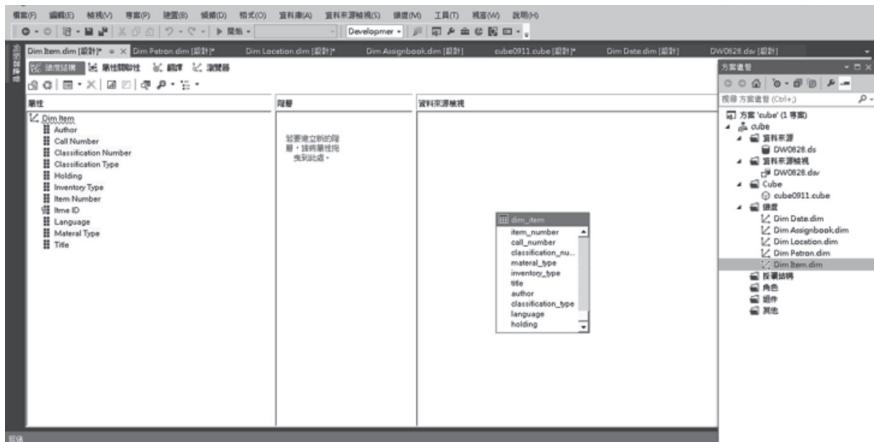 檔案(F) 編輯(E) 檢視(V) 專案(P) 建置(B) 偵錯(D) 格式(O) 資料庫(A) 資料來源檢視(S) 維度(M) 工具(T) 視窗(W) 說明(H)
開始 Developmer
Dim Item.dim [設計]* Dim Patron.dim [設計]* Dim Location.dim [設計]* Dim Assignbook.dim [設計] cube0911.cube [設計]* Dim Date.dim [設計] DW0828.dsv [設計]
維度結構 屬性關聯性 翻譯 瀏覽器
屬性
Dim Item
Author
Call Number
Classification Number
Classification Type
Holding
Inventory Type
Item Number
Itme ID
Language
Materal Type
Title
階層
若要建立新的階
層，請將屬性拖
曳到此處。
資料來源檢視
dim_item
item_number
call_number
classification_nu...
materal_type
inventory_type
title
author
classification_type
language
holding
方案總管
搜尋 方案總管 (Ctrl+;)
方案 'cube' (1 專案)
cube
資料來源
DW0828.ds
資料來源檢視
DW0828.dsv
Cube
cube0911.cube
維度
Dim Date.dim
Dim Assignbook.dim
Dim Location.dim
Dim Patron.dim
Dim Item.dim
採礦結構
角色
組件
其他
就緒